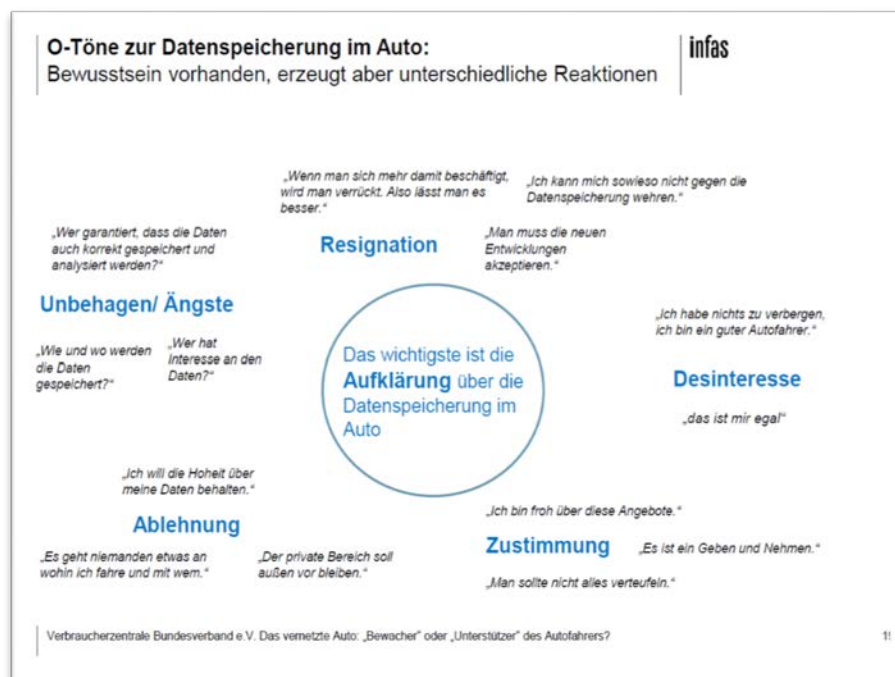 O-Töne zur Datenspeicherung im Auto:
Bewusstsein vorhanden, erzeugt aber unterschiedliche Reaktionen
infas
„Wenn man sich mehr damit beschäftigt,
wird man verrückt. Also lässt man es
besser.“
„Ich kann mich sowieso nicht gegen die
Datenspeicherung wehren.“
„Wer garantiert, dass die Daten
auch korrekt gespeichert und
analysiert werden?“
Resignation
„Man muss die neuen
Entwicklungen
akzeptieren.“
Unbehagen/ Ängste
„Wie und wo werden
die Daten
gespeichert?“
„Wer hat
Interesse an den
Daten?“
Das wichtigste ist die
Aufklärung über die
Datenspeicherung im
Auto
„Ich habe nichts zu verbergen,
ich bin ein guter Autofahrer.“
Desinteresse
„das ist mir egal“
„Ich will die Hoheit über
meine Daten behalten.“
Ablehnung
„Es geht niemanden etwas an
wohin ich fahre und mit wem.“
„Der private Bereich soll
außen vor bleiben.“
„Ich bin froh über diese Angebote.“
Zustimmung
„Es ist ein Geben und Nehmen.“
„Man sollte nicht alles verteufeln.“
Verbraucherzentrale Bundesverband e.V. Das vernetzte Auto: „Bewacher“ oder „Unterstützer“ des Autofahrers?